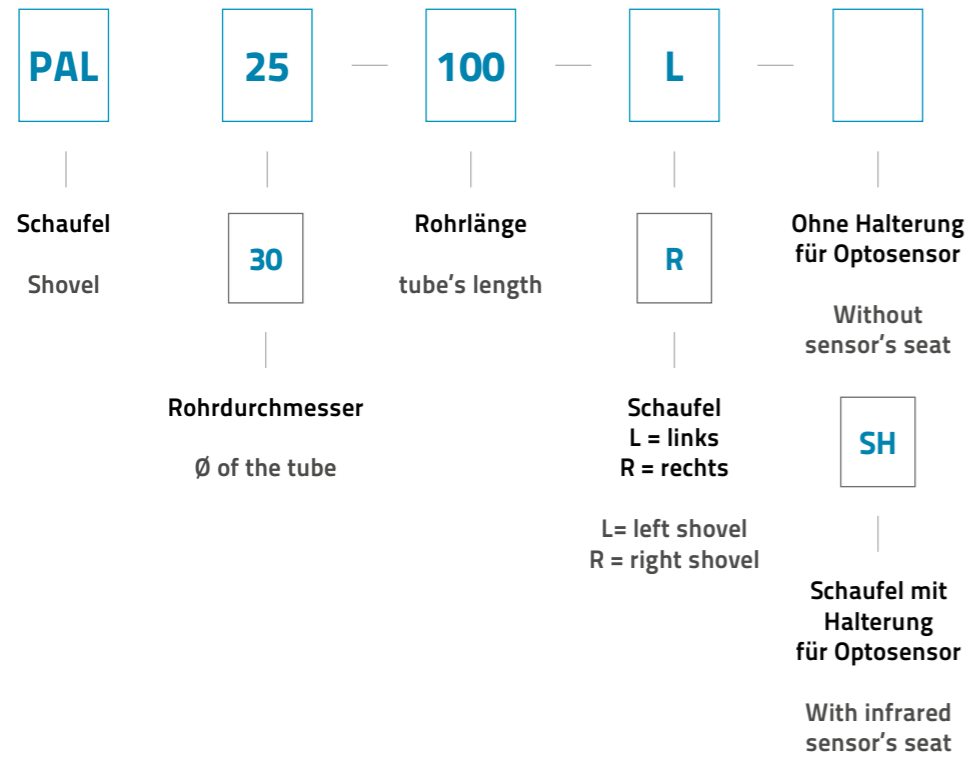 PAL 25 — 100 — L —
Schaufel
Shovel
30
Rohrdurchmesser
Ø of the tube
Rohrlänge
tube's length
R
Schaufel
L = links
R = rechts
L= left shovel
R = right shovel
Ohne Halterung
für Optosensor
Without
sensor's seat
SH
Schaufel mit
Halterung
für Optosensor
With infrared
sensor's seat